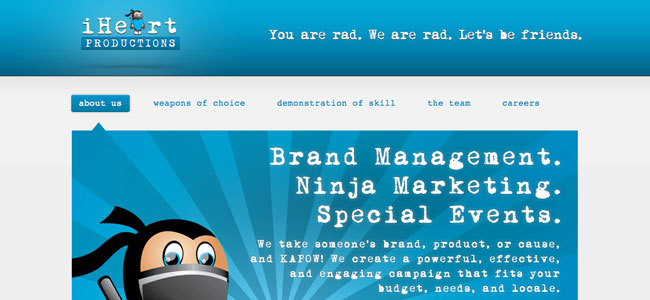 iHeart
PRODUCTIONS
You are rad. We are rad. Let's be friends.
about us weapons of choice demonstration of skill the team careers
Brand Management.
Ninja Marketing.
Special Events.
We take someone's brand, product, or cause,
and KAPOW! We create a powerful, effective,
and engaging campaign that fits your
budget, needs, and locale.